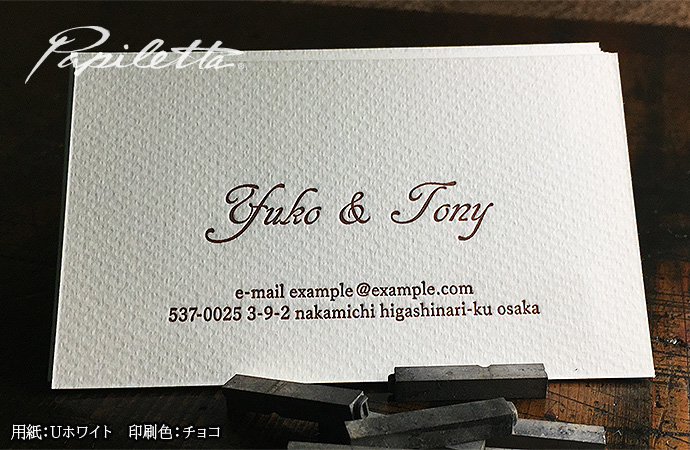 Papiletta®
Yuko & Tony
e-mail example@example.com
537-0025 3-9-2 nakamichi higashinari-ku osaka
用紙:Uホワイト 印刷色:チョコ